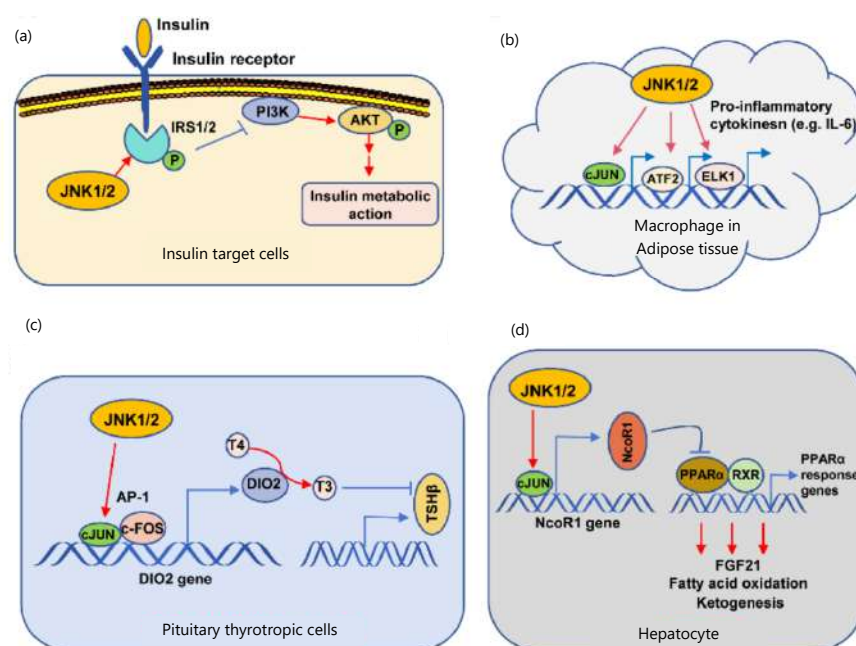 (a)
Insulin
Insulin receptor
IRS1/2
P
PI3K
AKT
P
JNK1/2
Insulin metabolic
action
Insulin target cells
(b)
JNK1/2
Pro-inflammatory
cytokinesn (e.g. IL-6)
cJUN
ATF2
ELK1
Macrophage in
Adipose tissue
(c)
JNK1/2
AP-1
cJUN
c-FOS
DIO2 gene
T4
DIO2
T3
TSHβ
Pituitary thyrotropic cells
(d)
JNK1/2
cJUN
NcoR1 gene
NcoR1
PPARα
RXR
PPARα
response
genes
FGF21
Fatty acid oxidation
Ketogenesis
Hepatocyte